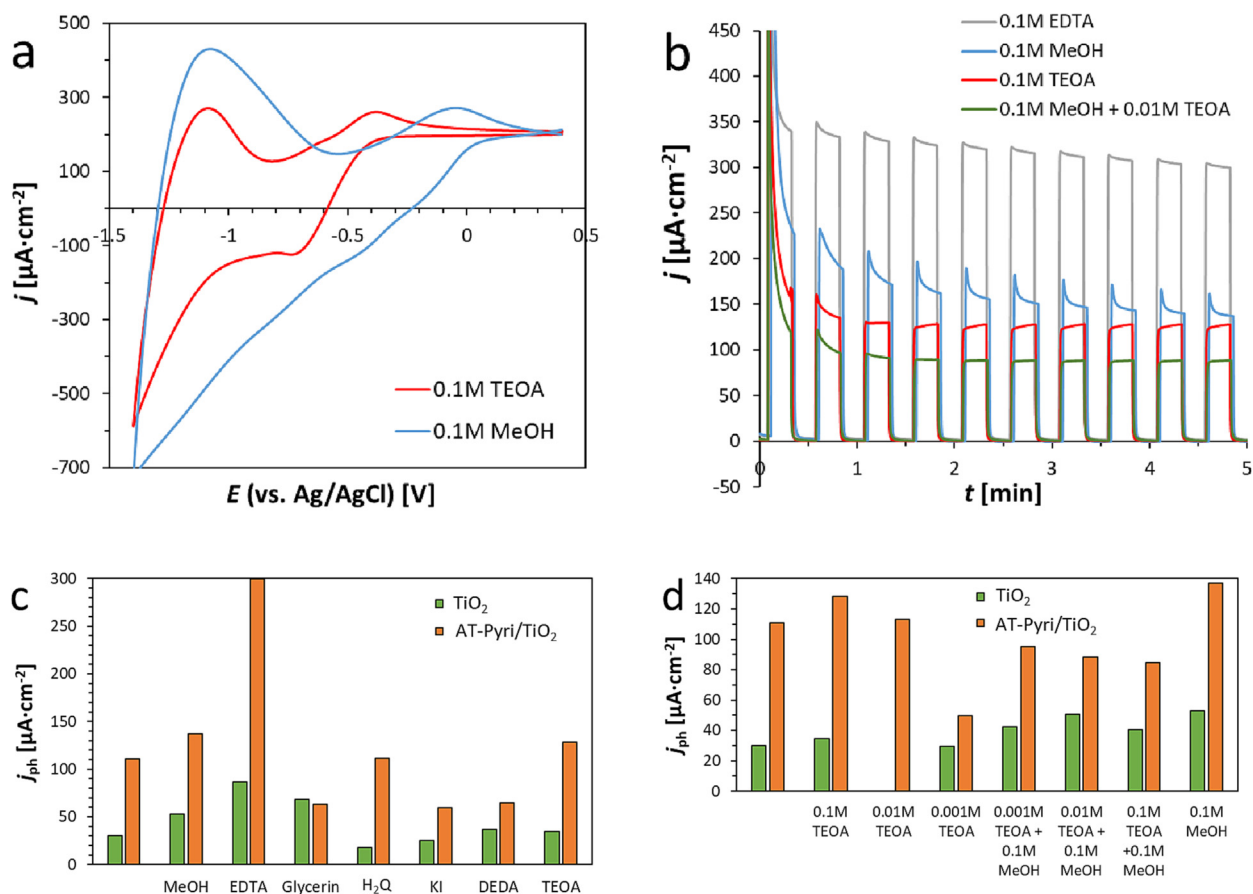 a
500
300
100
-100
-300
-500
-700
-1.5
-1
-0.5
0
0.5
j [µA·cm-2]
E (vs. Ag/AgCl) [V]
0.1M TEOA
0.1M MeOH
b
450
400
350
300
250
200
150
100
50
0
-50
0
1
2
3
4
5
j [µA·cm-2]
t [min]
0.1M EDTA
0.1M MeOH
0.1M TEOA
0.1M MeOH + 0.01M TEOA
c
300
250
200
150
100
50
0
jph [µA·cm-2]
TiO2
AT-Pyri/TiO2
MeOH EDTA Glycerin H2Q KI DEDA TEOA
d
140
120
100
80
60
40
20
0
jph [µA·cm-2]
TiO2
AT-Pyri/TiO2
0.1M
TEOA
0.01M
TEOA
0.001M
TEOA
0.001M
TEOA +
0.1M
MeOH
0.01M
TEOA +
0.1M
MeOH
0.1M
TEOA
+0.1M
MeOH
0.1M
MeOH